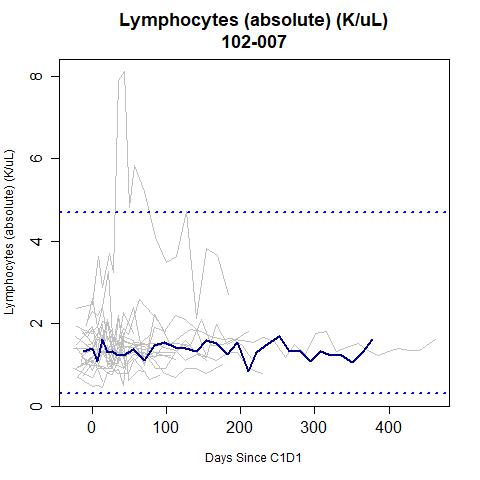 Lymphocytes (absolute) (K/uL)
102-007
Lymphocytes (absolute) (K/uL)
8
6
4
2
0
0 100 200 300 400
Days Since C1D1